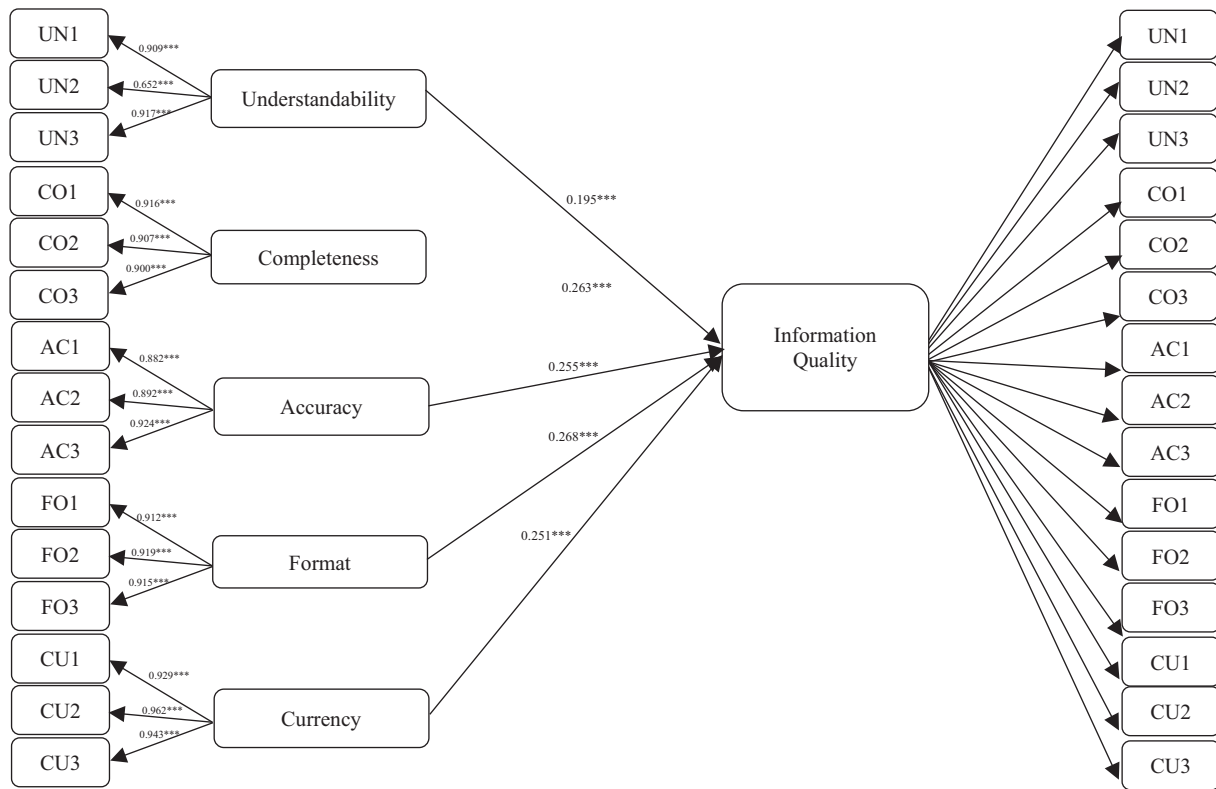 UN1
UN2
UN3
CO1
CO2
CO3
AC1
AC2
AC3
FO1
FO2
FO3
CU1
CU2
CU3
0.909***
0.652***
0.917***
0.916***
0.907***
0.900***
0.882***
0.892***
0.924***
0.912***
0.919***
0.915***
0.929***
0.962***
0.943***
Understandability
Completeness
Accuracy
Format
Currency
0.195***
0.263***
0.255***
0.268***
0.251***
Information
Quality
UN1
UN2
UN3
CO1
CO2
CO3
AC1
AC2
AC3
FO1
FO2
FO3
CU1
CU2
CU3